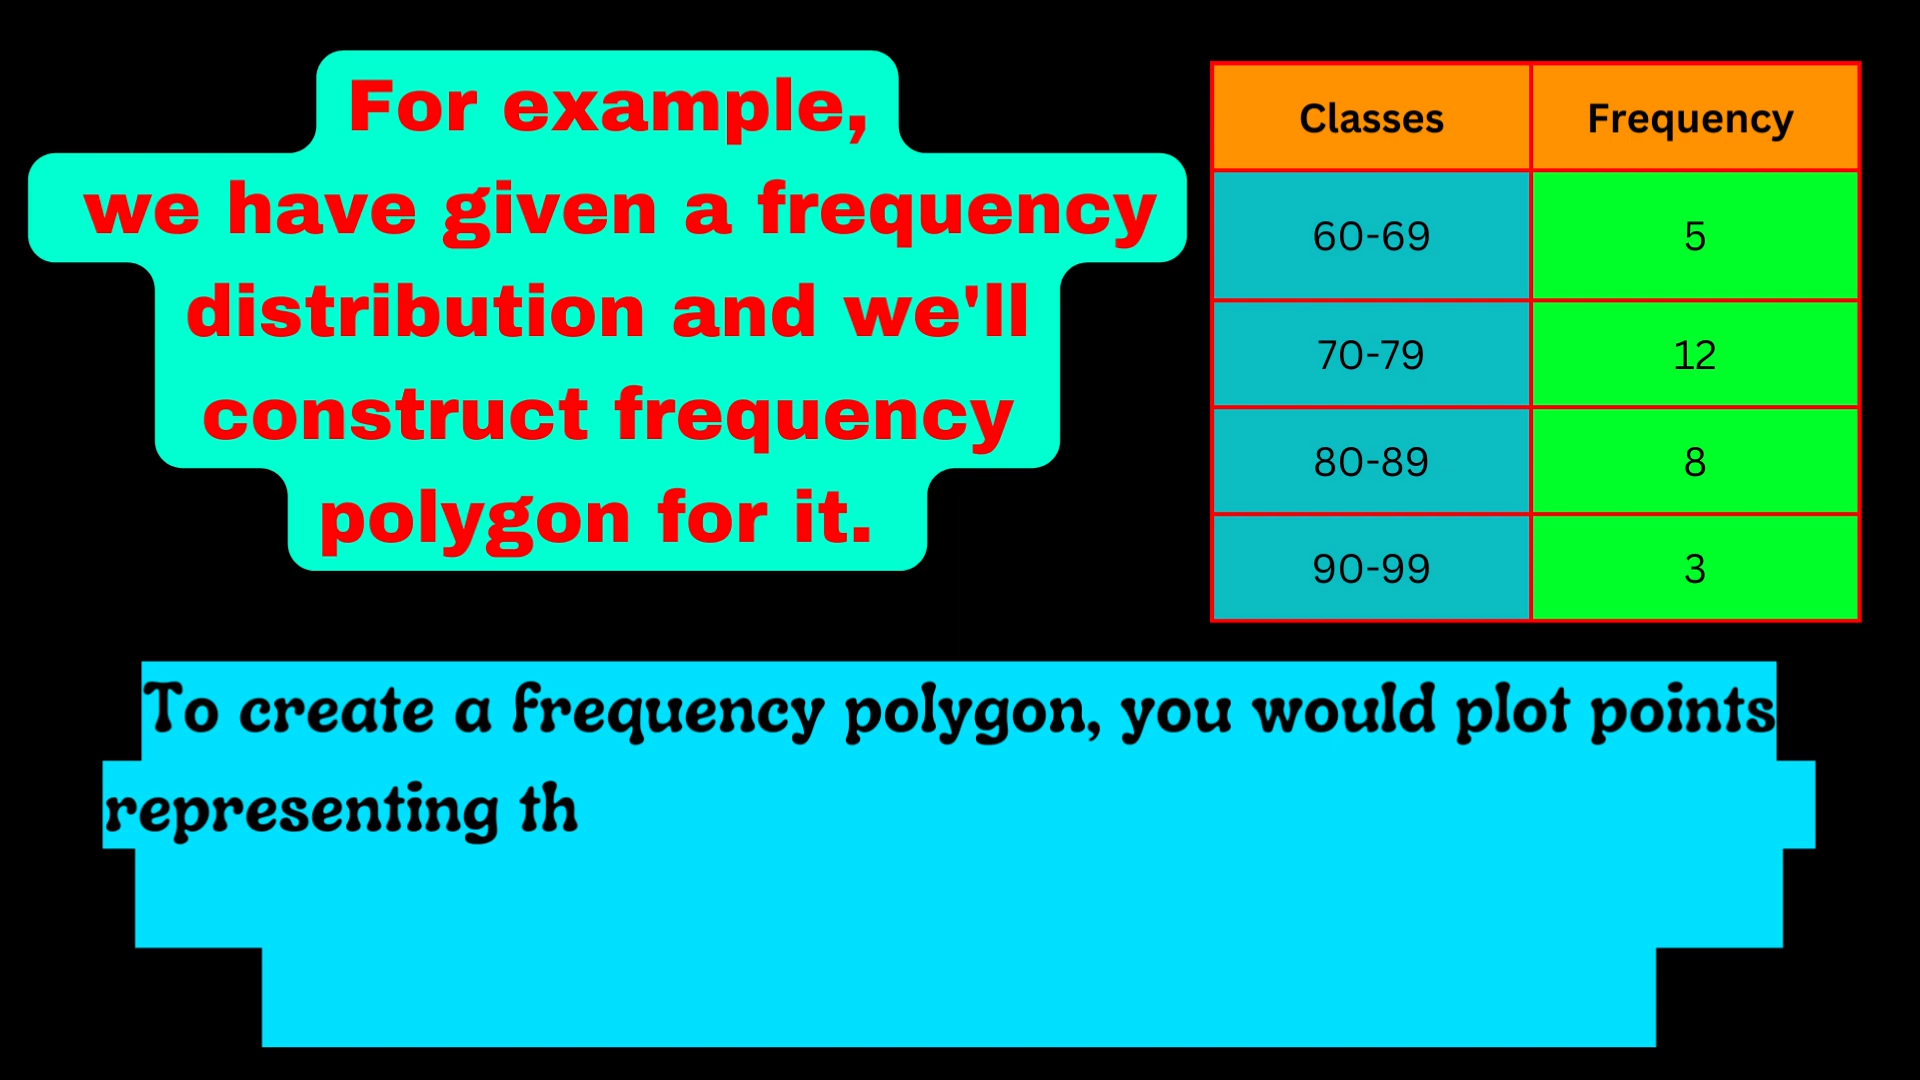 For example,
we have given a frequency
distribution and we'll
construct frequency
polygon for it.
Classes Frequency
60-69 5
70-79 12
80-89 8
90-99 3
To create a frequency polygon, you would plot points
representing th